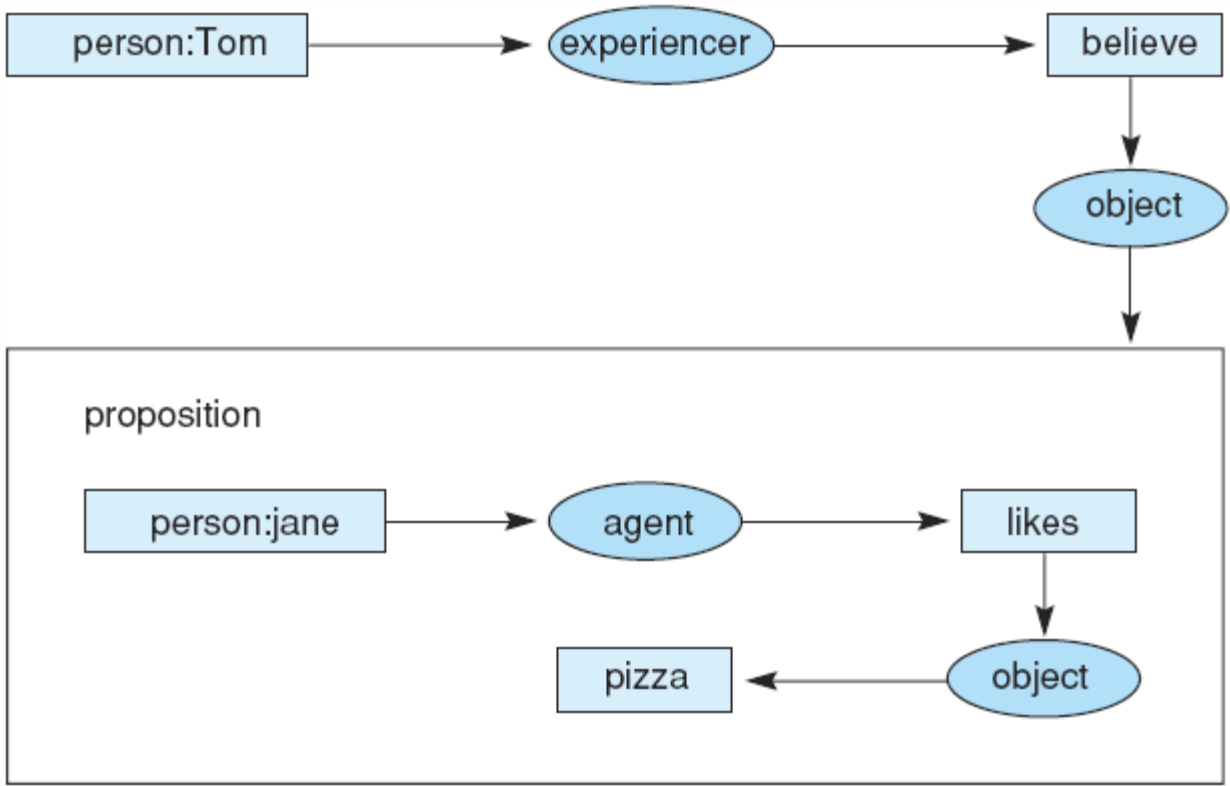 person:Tom
experiencer
believe
object
proposition
person:jane
agent
likes
pizza
object